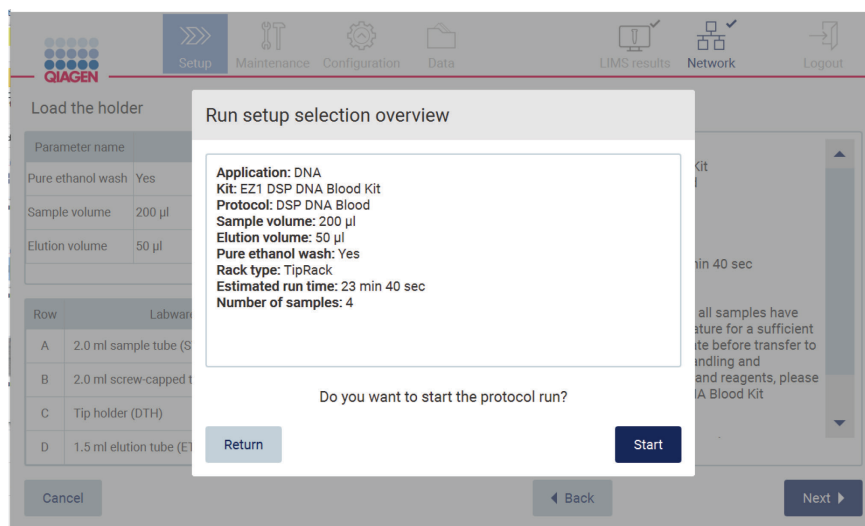 QIAGEN
Setup
Maintenance
Configuration
Data
LIMS results
Network
Logout
Load the holder
Parameter name
Pure ethanol wash Yes
Sample volume 200 µl
Elution volume 50 µl
Row Labware
A 2.0 ml sample tube
B 2.0 ml screw-capped
C Tip holder (DTH)
D 1.5 ml elution tube
Run setup selection overview
Application: DNA
Kit: EZ1 DSP DNA Blood Kit
Protocol: DSP DNA Blood
Sample volume: 200 µl
Elution volume: 50 µl
Pure ethanol wash: Yes
Rack type: TipRack
Estimated run time: 23 min 40 sec
Number of samples: 4
Do you want to start the protocol run?
Return
Start
Kit
min 40 sec
all samples have
for a sufficient
before transfer to
and
and reagents, please
Blood Kit
Cancel
Back
Next